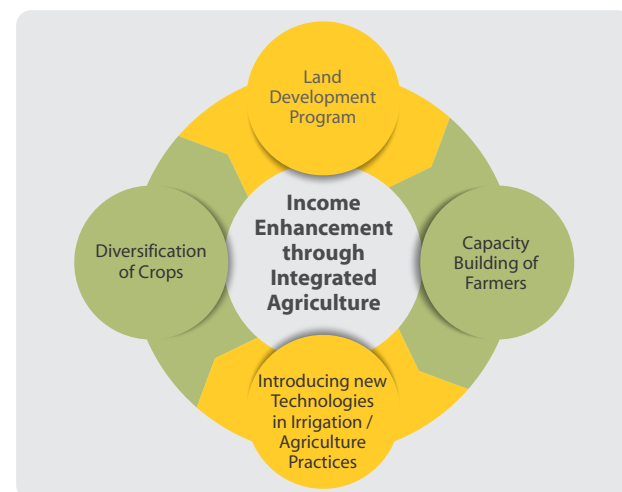 Land
Development
Program
Income
Enhancement
through
Integrated
Agriculture
Diversification
of Crops
Capacity
Building of
Farmers
Introducing new
Technologies
in Irrigation /
Agriculture
Practices